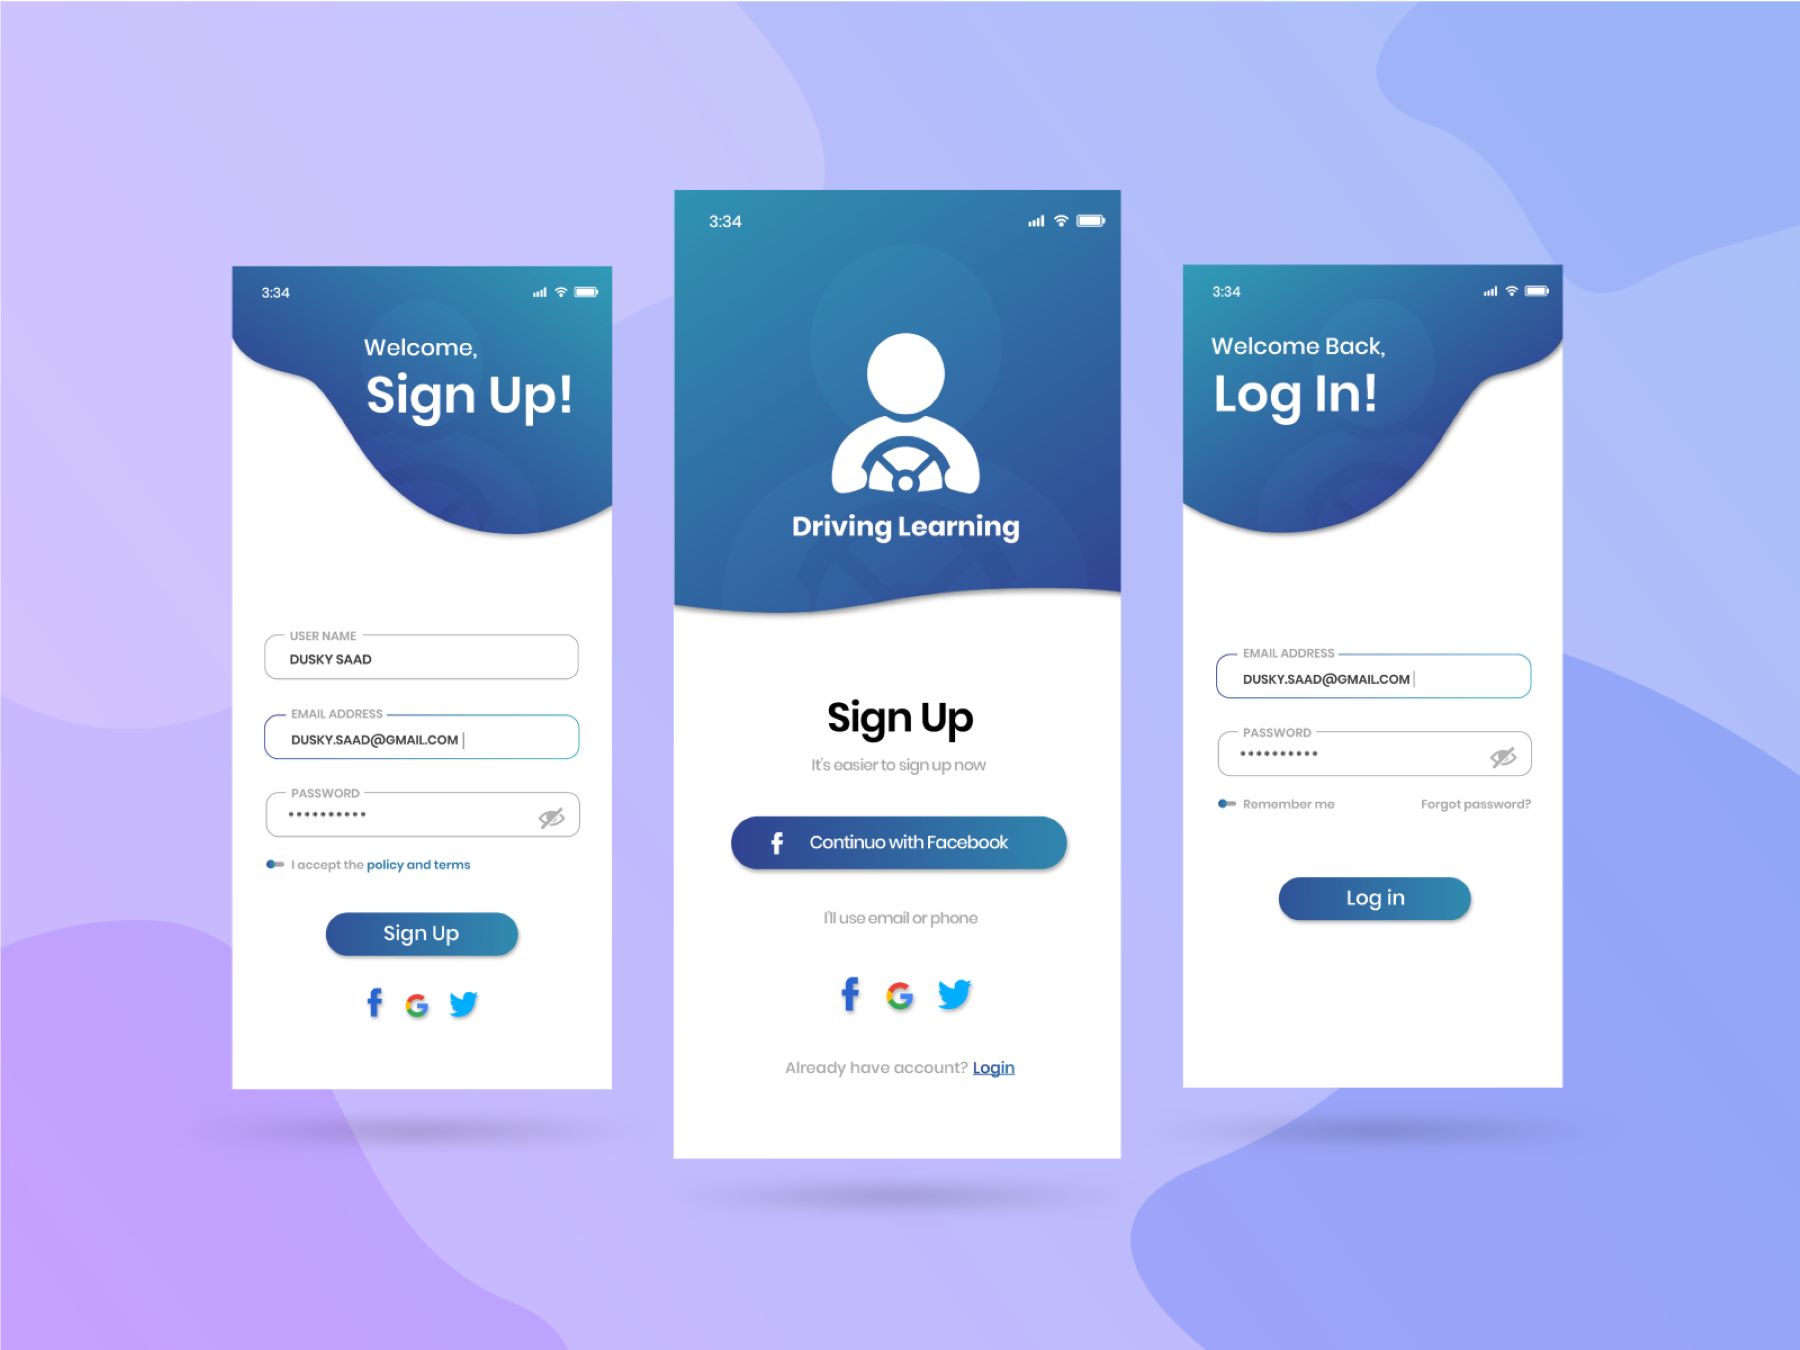 3:34
Welcome,
Sign Up!
USER NAME
DUSKY SAAD
EMAIL ADDRESS
DUSKY.SAAD@GMAIL.COM
PASSWORD
**********
I accept the policy and terms
Sign Up
3:34
Driving Learning
Sign Up
It's easier to sign up now
Continuo with Facebook
I'll use email or phone
Already have account? Login
3:34
Welcome Back,
Log In!
EMAIL ADDRESS
DUSKY.SAAD@GMAIL.COM
PASSWORD
**********
Remember me
Forgot password?
Log in